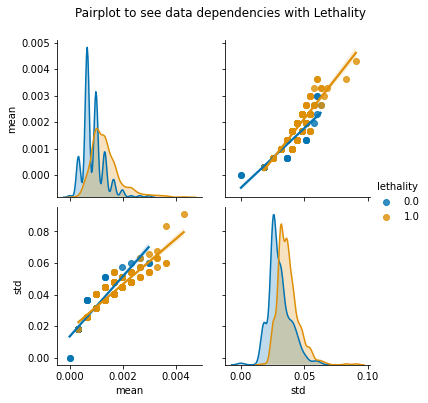 Pairplot to see data dependencies with Lethality
0.005
0.004
0.003
0.002
0.001
0.000
mean
lethality
0.0
1.0
0.08
0.06
0.04
0.02
0.00
std
0.000 0.002 0.004
mean
0.00 0.05 0.10
std